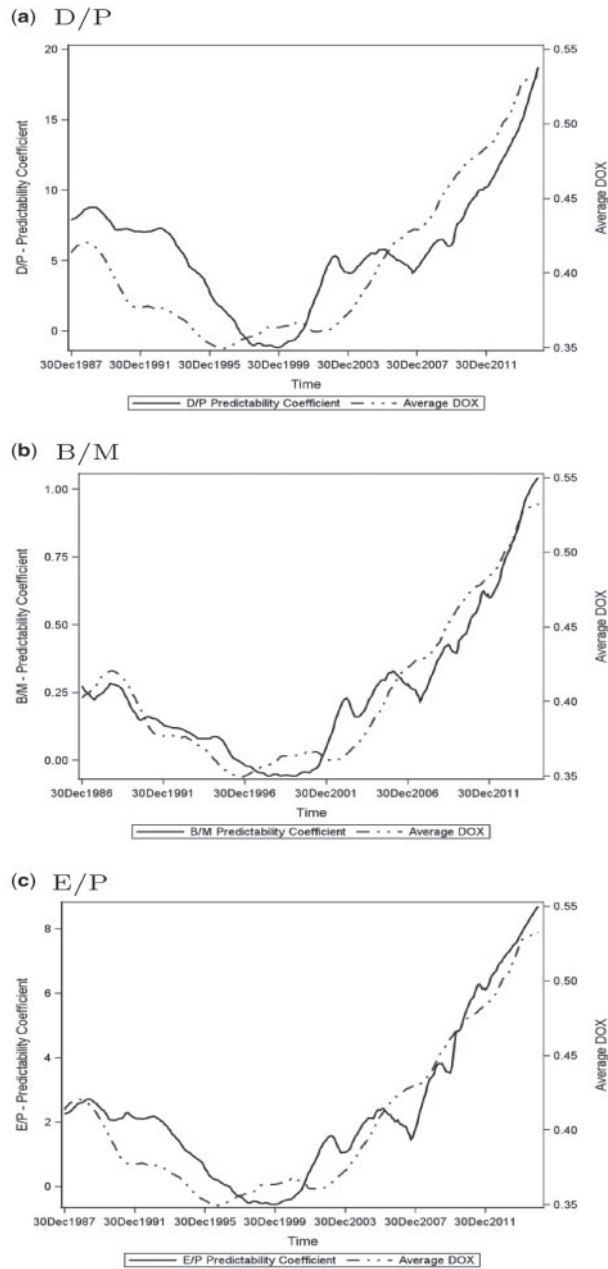 (a) D/P
20
15
10
5
0
D/P - Predictability Coefficient
0.55
0.50
0.45
0.40
0.35
Average DOX
30Dec1987 30Dec1991 30Dec1995 30Dec1999 30Dec2003 30Dec2007 30Dec2011
Time
D/P Predictability Coefficient Average DOX
(b) B/M
1.00
0.75
0.50
0.25
0.00
B/M - Predictability Coefficient
0.55
0.50
0.45
0.40
0.35
Average DOX
30Dec1986 30Dec1991 30Dec1996 30Dec2001 30Dec2006 30Dec2011
Time
B/M Predictability Coefficient Average DOX
(c) E/P
8
6
4
2
0
E/P - Predictability Coefficient
0.55
0.50
0.45
0.40
0.35
Average DOX
30Dec1987 30Dec1991 30Dec1995 30Dec1999 30Dec2003 30Dec2007 30Dec2011
Time
E/P Predictability Coefficient Average DOX